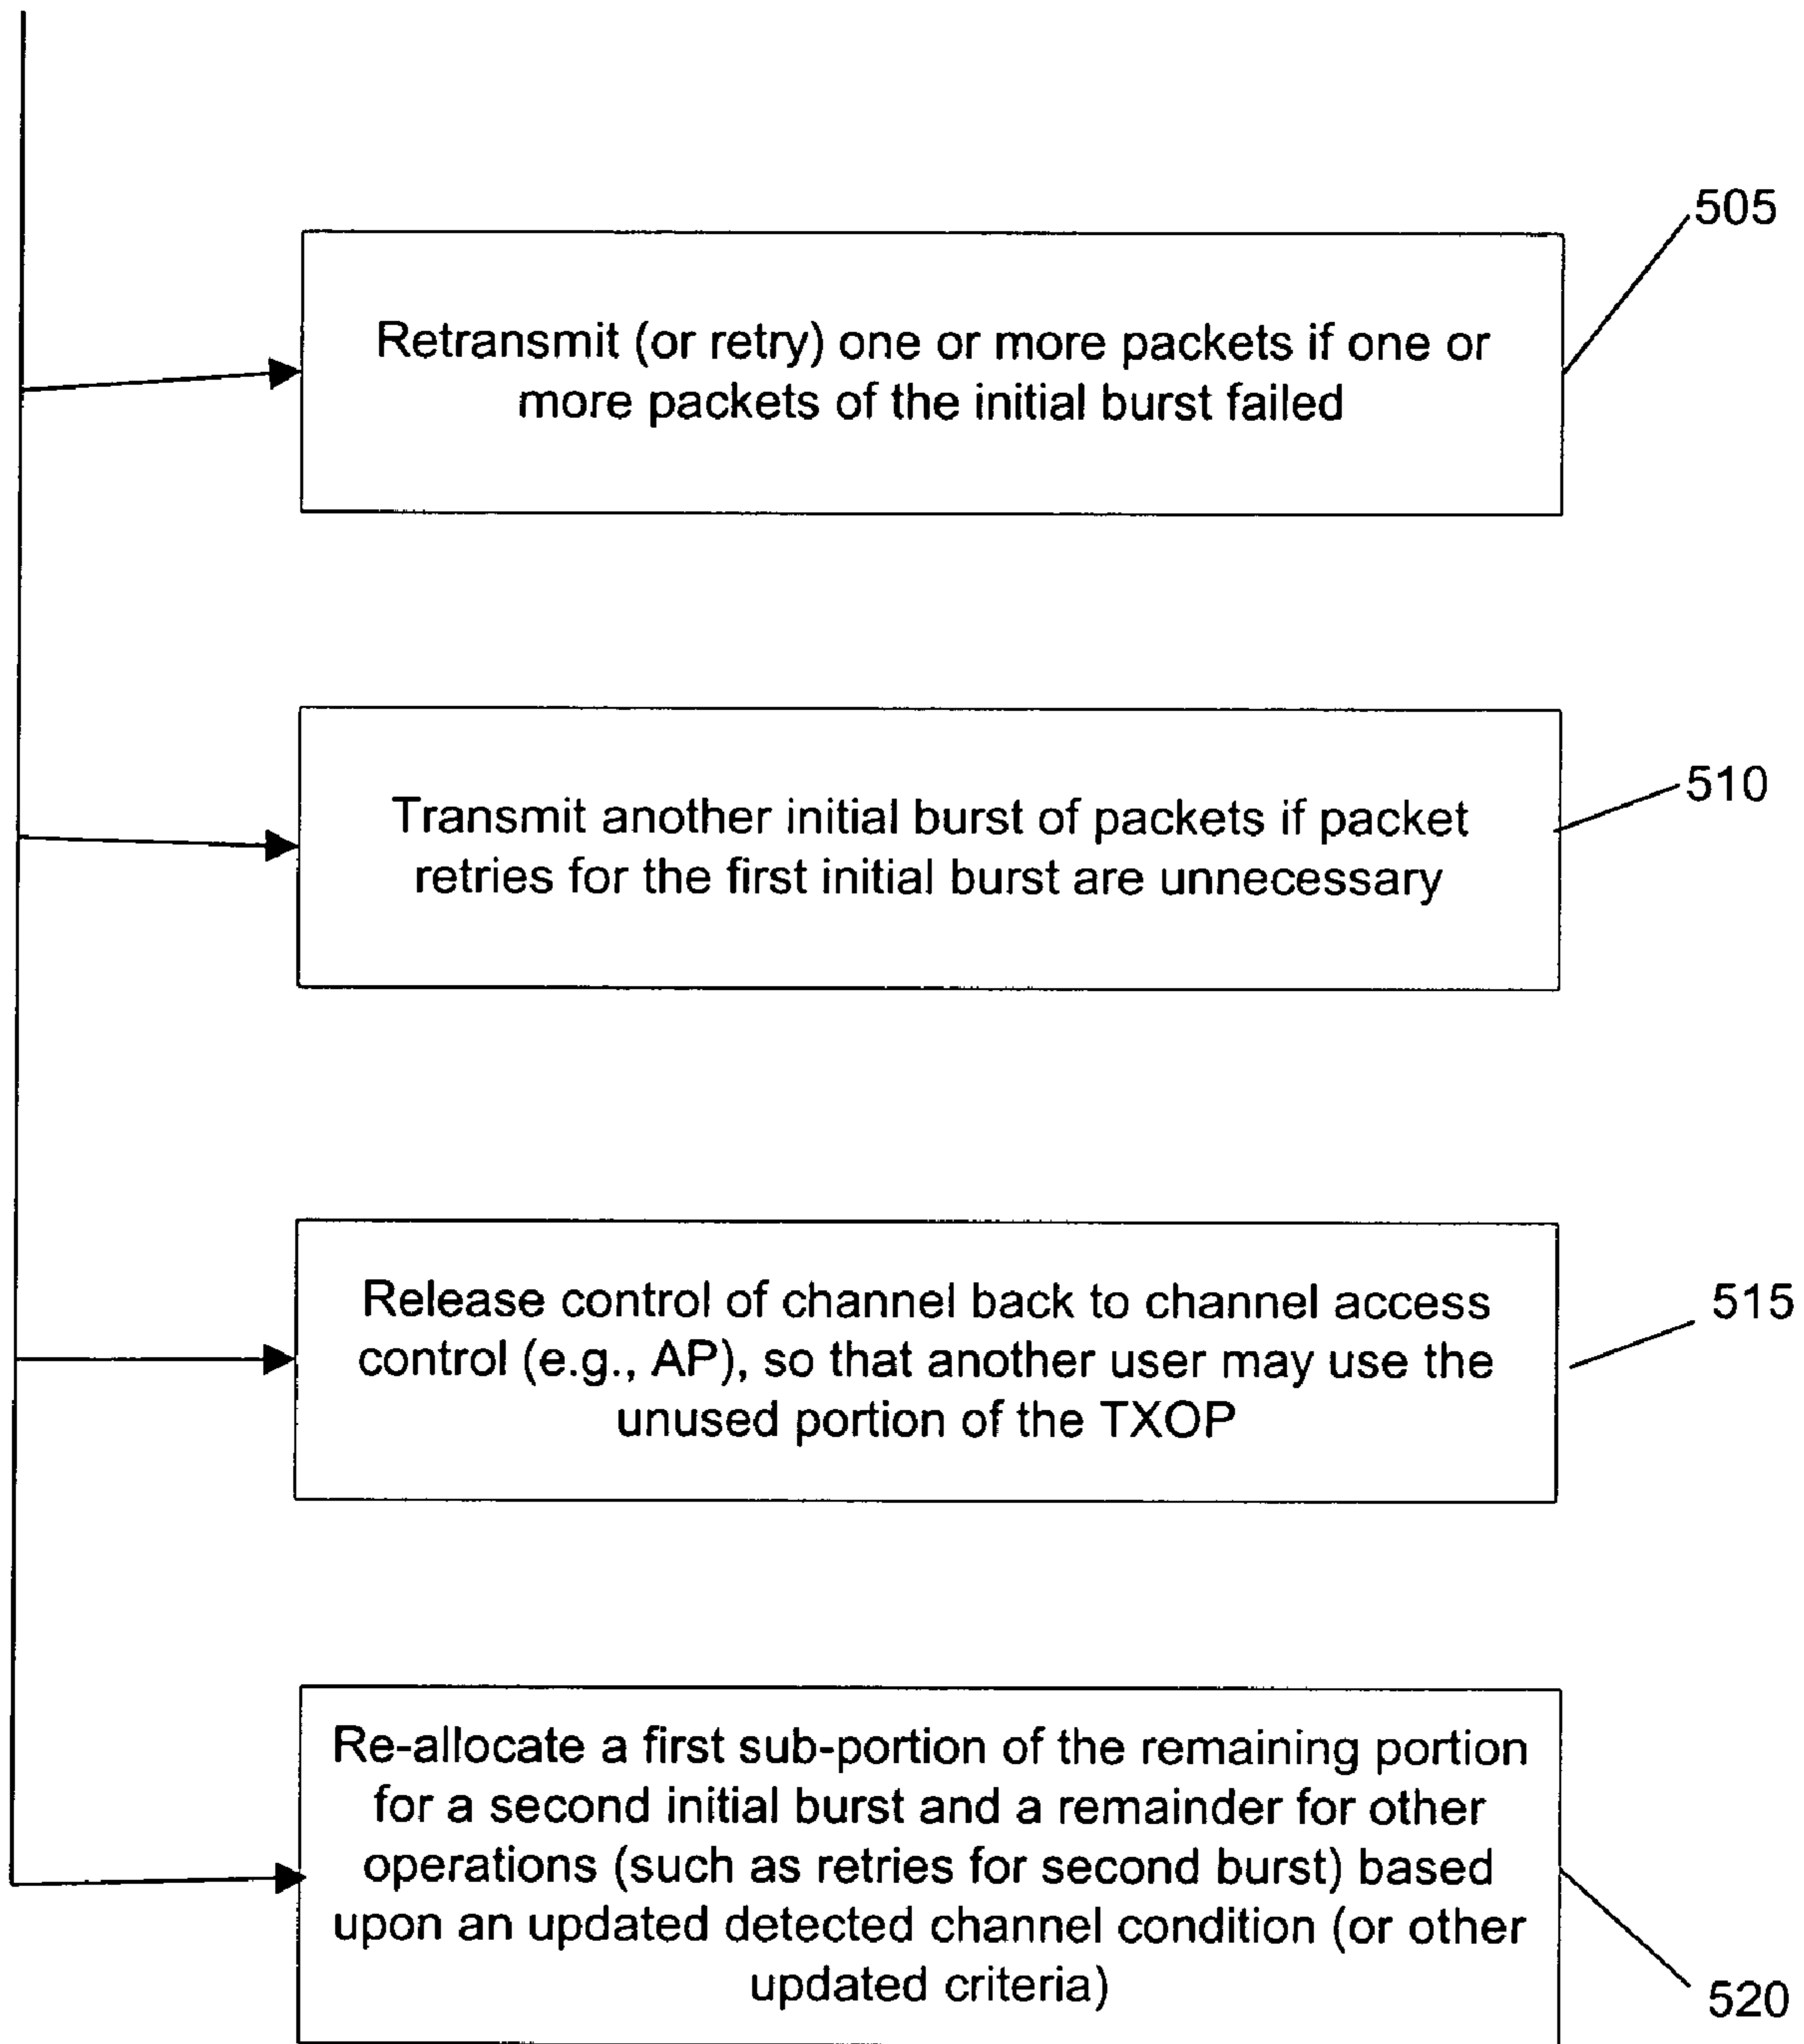 505
Retransmit (or retry) one or more packets if one or
more packets of the initial burst failed
510
Transmit another initial burst of packets if packet
retries for the first initial burst are unnecessary
515
Release control of channel back to channel access
control (e.g., AP), so that another user may use the
unused portion of the TXOP
Re-allocate a first sub-portion of the remaining portion
for a second initial burst and a remainder for other
operations (such as retries for second burst) based
upon an updated detected channel condition (or other
updated criteria)
520